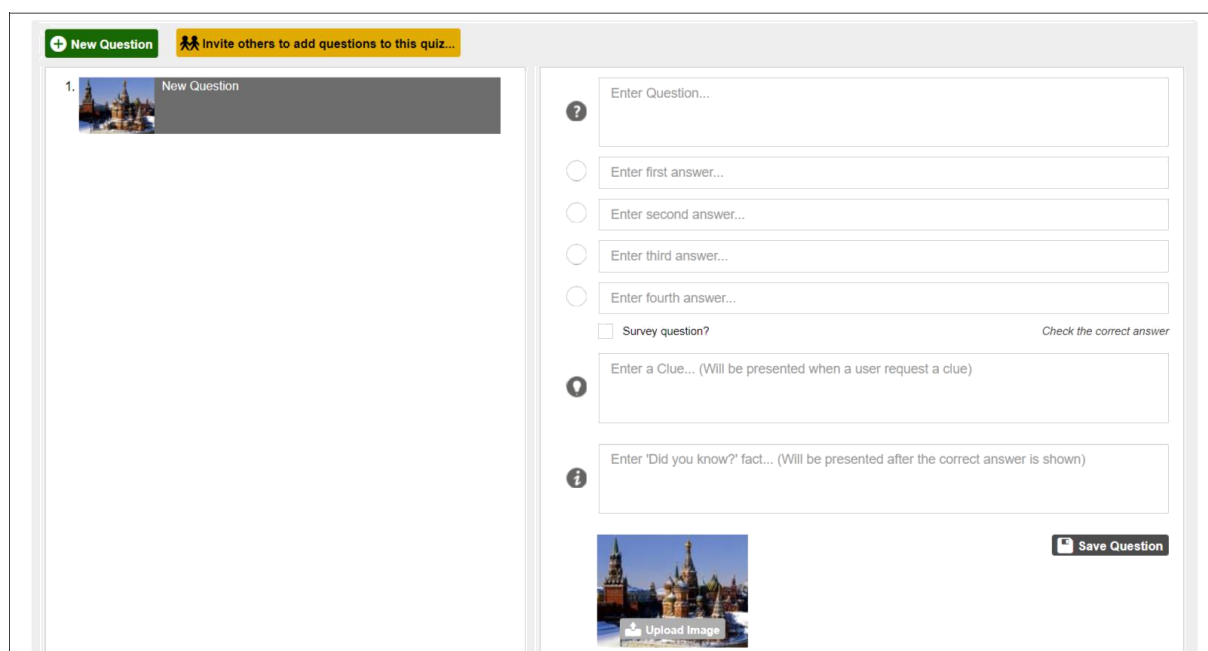 New Question
Invite others to add questions to this quiz...
1.
New Question
Enter Question...
Enter first answer...
Enter second answer...
Enter third answer...
Enter fourth answer...
Survey question?
Check the correct answer
Enter a Clue... (Will be presented when a user request a clue)
Enter 'Did you know?' fact... (Will be presented after the correct answer is shown)
Save Question
Upload Image